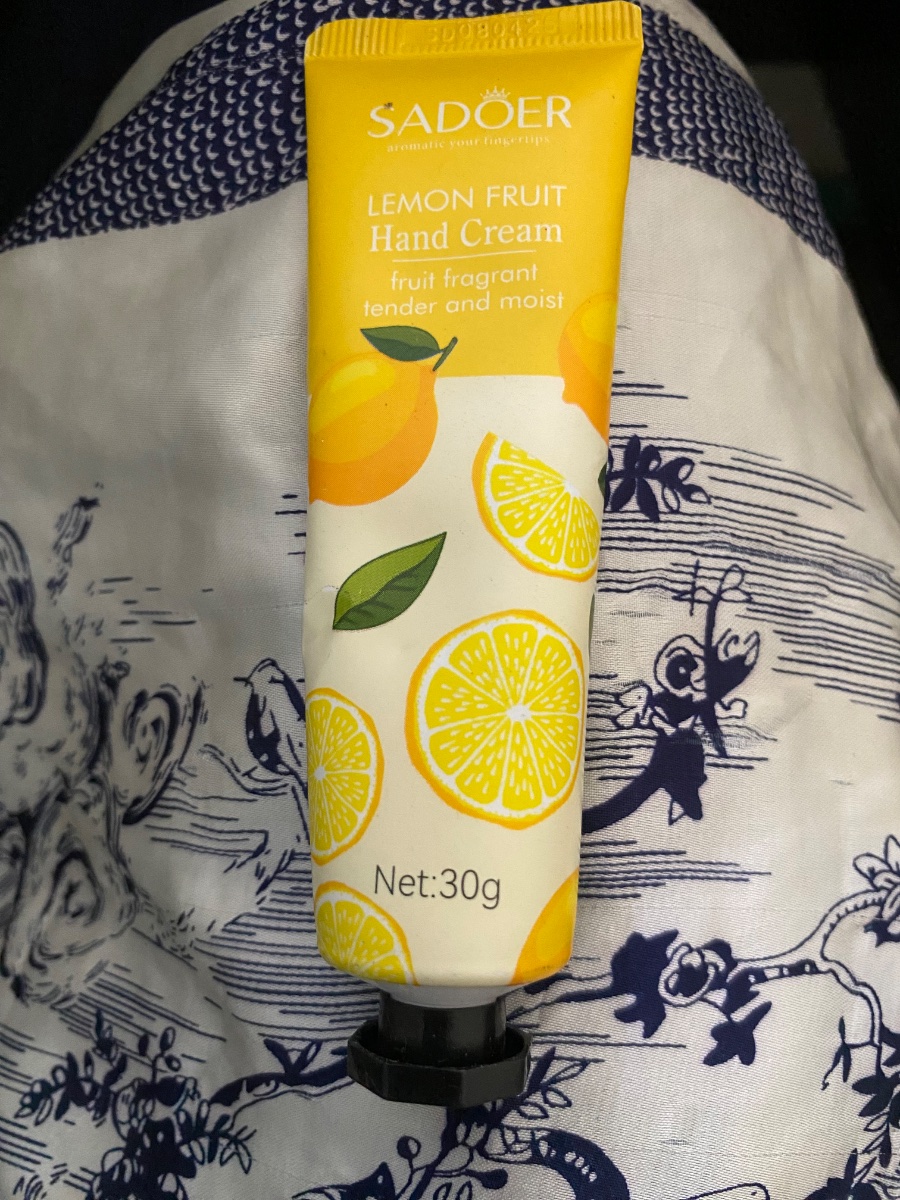 SADOER
aromatic your fingertips
LEMON FRUIT
Hand Cream
fruit fragrant
tender and moist
Net:30g